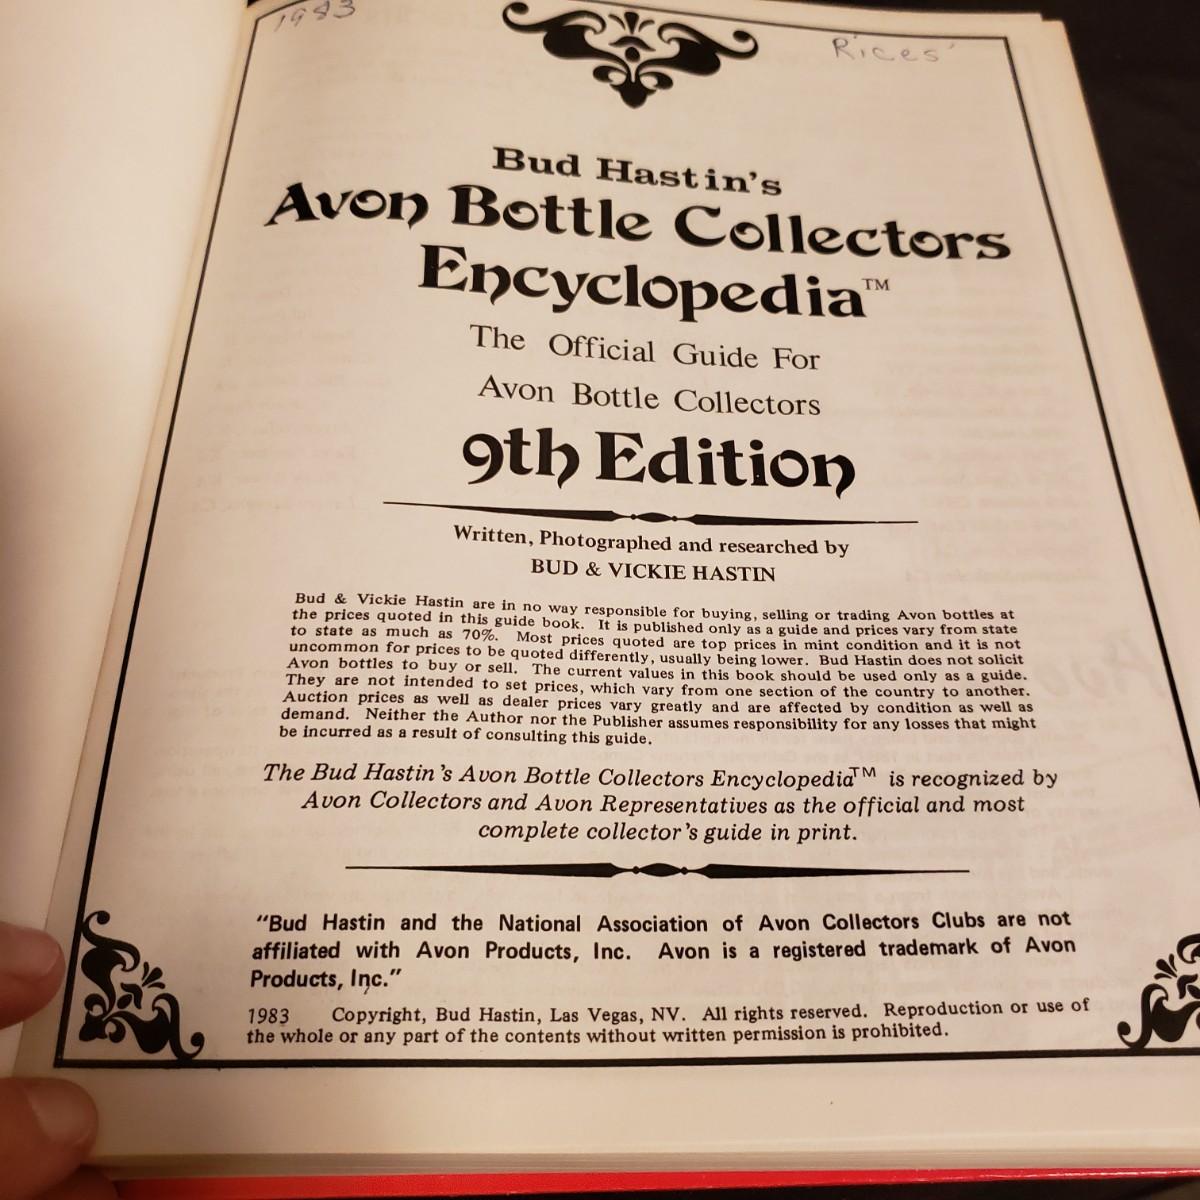 1983
Rices'
Bud Hastin's
Avon Bottle Collectors
Encyclopedia™
The Official Guide For
Avon Bottle Collectors
9th Edition
Written, Photographed and researched by
BUD & VICKIE HASTIN
Bud & Vickie Hastin are in no way responsible for buying, selling or trading Avon bottles at
the prices quoted in this guide book. It is published only as a guide and prices vary from state
to state as much as 70%. Most prices quoted are top prices in mint condition and it is not
uncommon for prices to be quoted differently, usually being lower. Bud Hastin does not solicit
Avon bottles to buy or sell. The current values in this book should be used only as a guide.
They are not intended to set prices, which vary from one section of the country to another.
Auction prices as well as dealer prices vary greatly and are affected by condition as well as
demand. Neither the Author nor the Publisher assumes responsibility for any losses that might
be incurred as a result of consulting this guide.
The Bud Hastin's Avon Bottle Collectors Encyclopedia™ is recognized by
Avon Collectors and Avon Representatives as the official and most
complete collector's guide in print.
"Bud Hastin and the National Association of Avon Collectors Clubs are not
affiliated with Avon Products, Inc. Avon is a registered trademark of Avon
Products, Inc."
1983 Copyright, Bud Hastin, Las Vegas, NV. All rights reserved. Reproduction or use of
the whole or any part of the contents without written permission is prohibited.